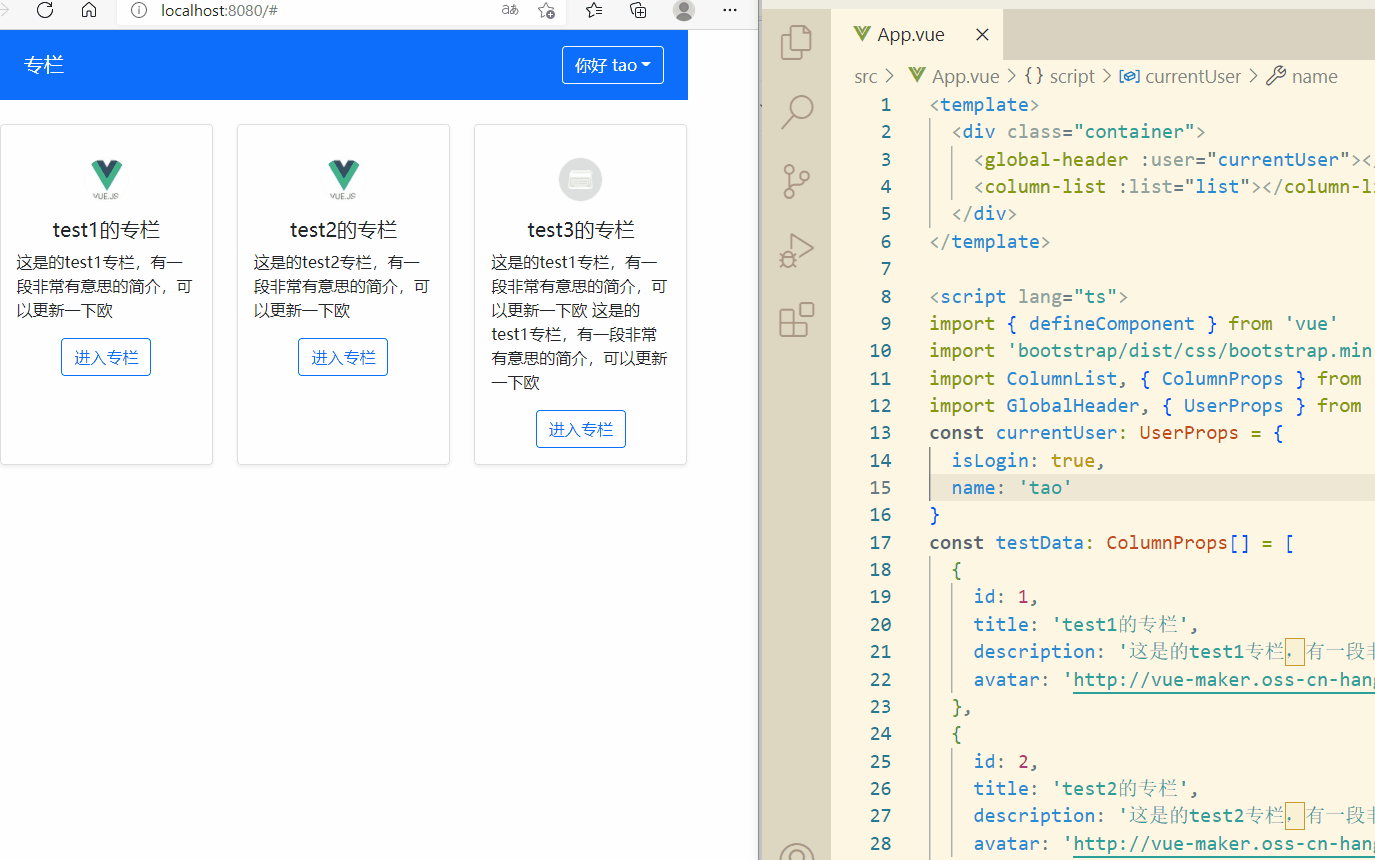 localhost:8080/#
专栏
你好 tao
VUE.JS
test1的专栏
这是的test1专栏，有一
段非常有意思的简介，可
以更新一下欧
进入专栏
VUE.JS
test2的专栏
这是的test2专栏，有一
段非常有意思的简介，可
以更新一下欧
进入专栏
test3的专栏
这是的test1专栏，有一
段非常有意思的简介，可
以更新一下欧 这是的
test1专栏，有一段非常
有意思的简介，可以更新
一下欧
进入专栏
App.vue
src > App.vue > {} script > currentUser > name
1 <template>
2 <div class="container">
3 <global-header :user="currentUser"></
4 <column-list :list="list"></column-li
5 </div>
6 </template>
7
8 <script lang="ts">
9 import { defineComponent } from 'vue'
10 import 'bootstrap/dist/css/bootstrap.min
11 import ColumnList, { ColumnProps } from
12 import GlobalHeader, { UserProps } from
13 const currentUser: UserProps = {
14 isLogin: true,
15 name: 'tao'
16 }
17 const testData: ColumnProps[] = [
18 {
19 id: 1,
20 title: 'test1的专栏',
21 description: '这是的test1专栏，有一段非
22 avatar: 'http://vue-maker.oss-cn-hang
23 },
24 {
25 id: 2,
26 title: 'test2的专栏',
27 description: '这是的test2专栏，有一段非
28 avatar: 'http://vue-maker.oss-cn-hang